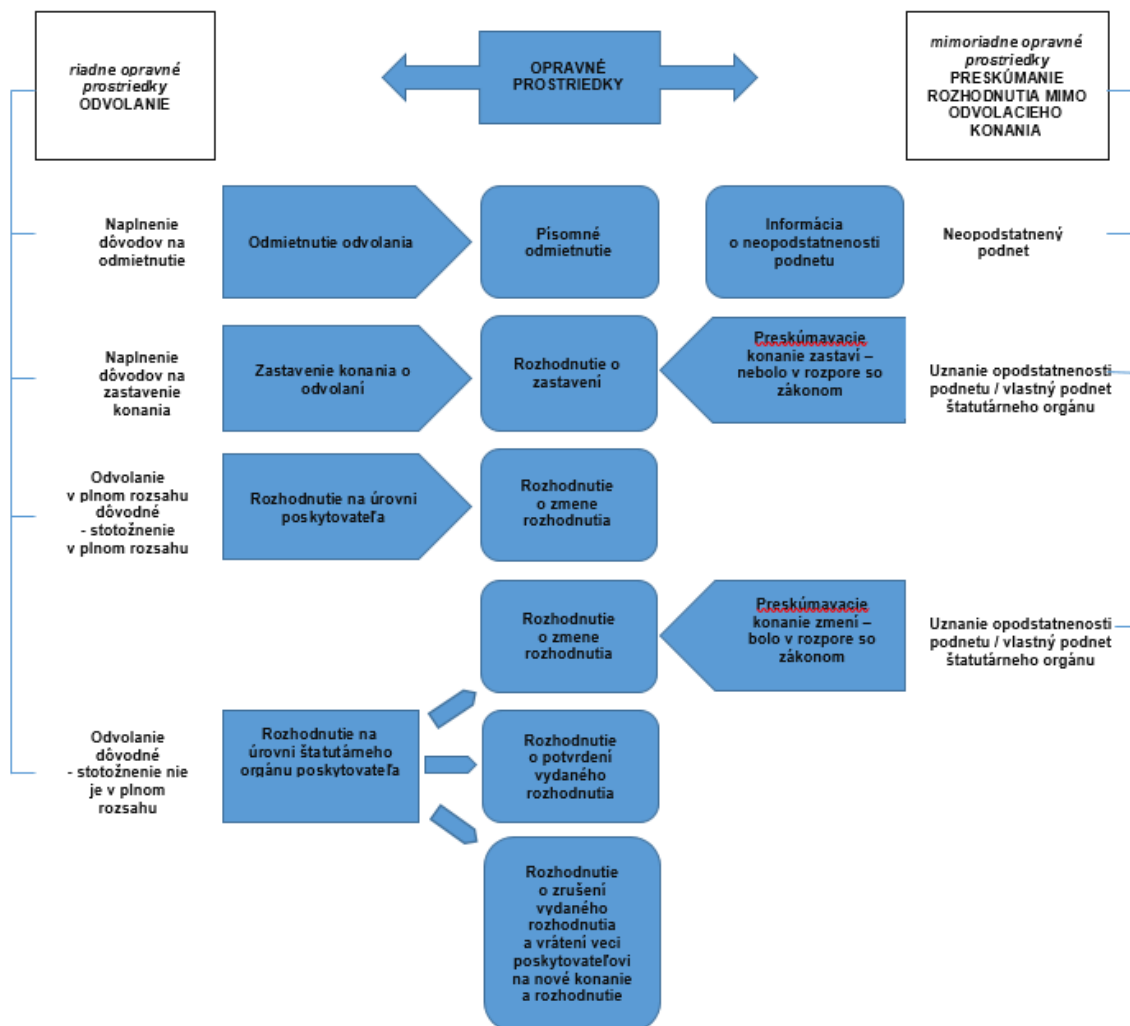 riadne opravné
prostriedky
ODVOLANIE
OPRAVNÉ
PROSTRIEDKY
mimoriadne opravné
prostriedky
PRESKÚMANIE
ROZHODNUTIA MIMO
ODVOLACIEHO
KONANIA
Naplnenie
dôvodov na
odmietnutie
Odmietnutie odvolania
Písomné
odmietnutie
Informácia
o neopodstatnenosti
podnetu
Neopodstatnený
podnet
Naplnenie
dôvodov na
zastavenie
konania
Zastavenie konania o
odvolaní
Rozhodnutie o
zastavení
Preskúmavacie
konanie zastaví –
nebolo v rozpore so
zákonom
Uznanie opodstatnenosti
podnetu / vlastný podnet
štatutárneho orgánu
Odvolanie
v plnom rozsahu
dôvodné
- stotožnenie
v plnom rozsahu
Rozhodnutie na úrovni
poskytovateľa
Rozhodnutie
o zmene
rozhodnutia
Rozhodnutie
o zmene
rozhodnutia
Preskúmavacie
konanie zmení –
bolo v rozpore so
zákonom
Uznanie opodstatnenosti
podnetu / vlastný podnet
štatutárneho orgánu
Odvolanie
dôvodné
- stotožnenie nie
je v plnom
rozsahu
Rozhodnutie na
úrovni štatutárneho
orgánu poskytovateľa
Rozhodnutie
o potvrdení
vydaného
rozhodnutia
Rozhodnutie
o zrušení
vydaného
rozhodnutia
a vrátení veci
poskytovateľovi
na nové konanie
a rozhodnutie